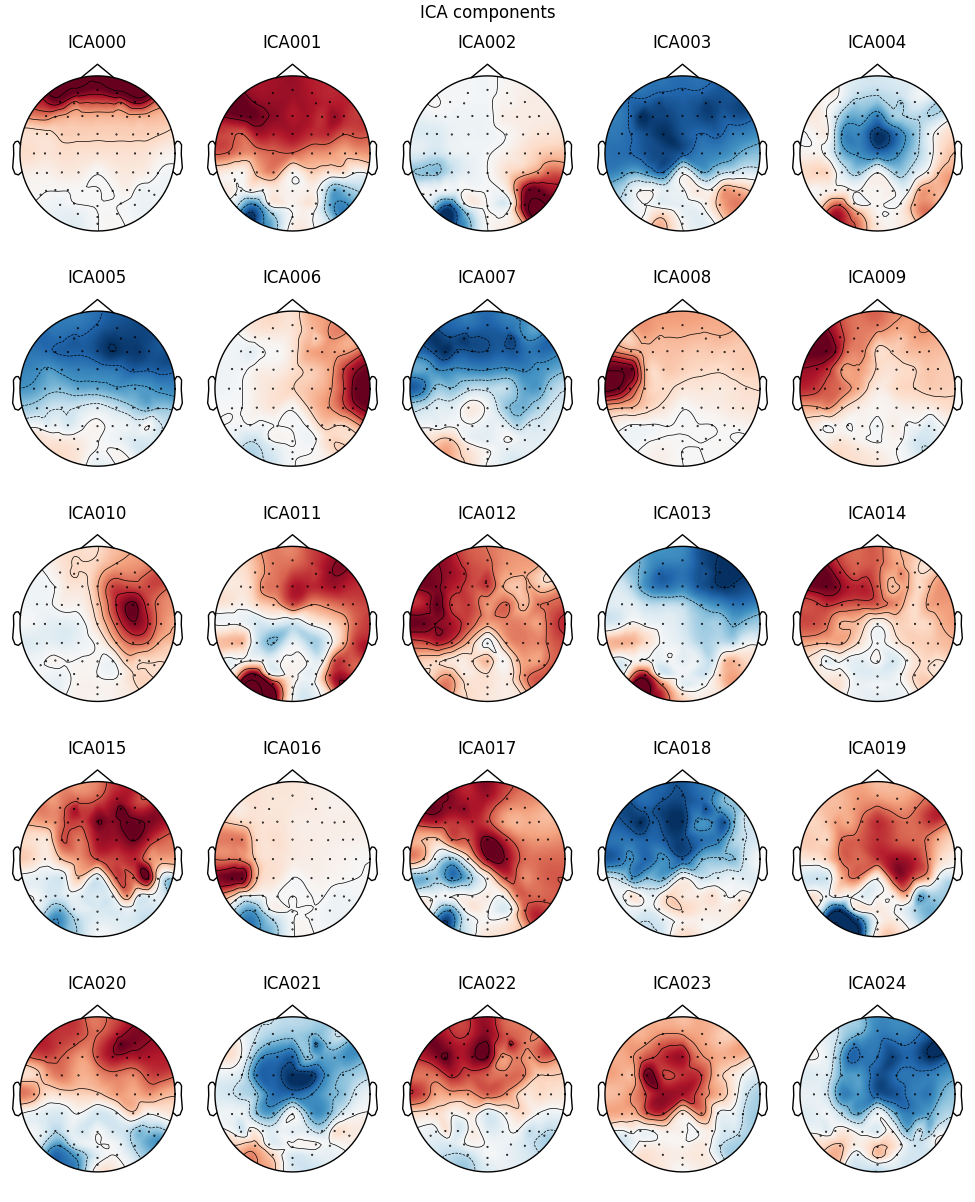 ICA components
ICA000 ICA001 ICA002 ICA003 ICA004
ICA005 ICA006 ICA007 ICA008 ICA009
ICA010 ICA011 ICA012 ICA013 ICA014
ICA015 ICA016 ICA017 ICA018 ICA019
ICA020 ICA021 ICA022 ICA023 ICA024